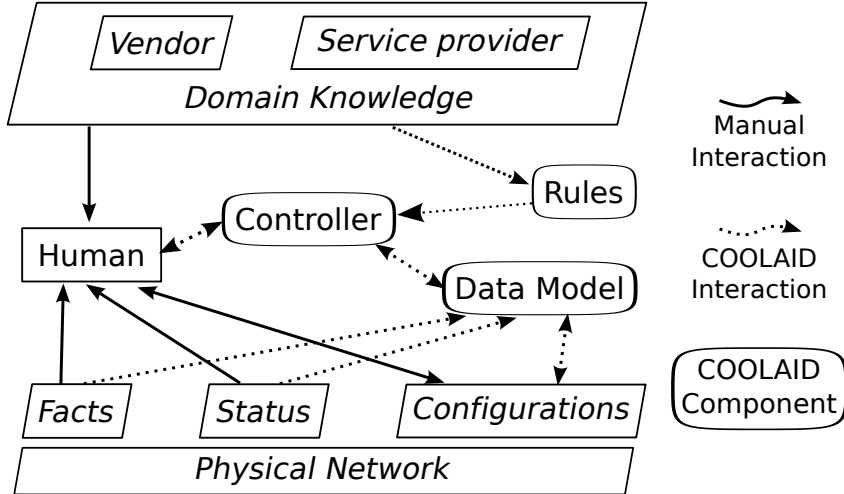 Vendor
Service provider
Domain Knowledge
Manual
Interaction
Rules
Controller
Human
COOLAID
Interaction
Data Model
COOLAID
Component
Facts
Status
Configurations
Physical Network